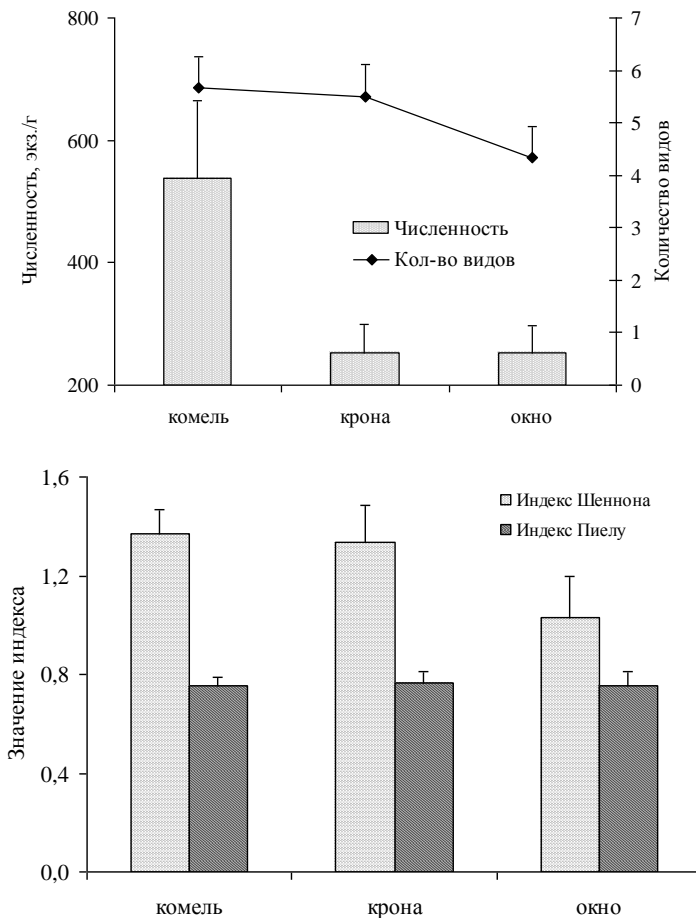 800
600
400
200
Численность, экз./г
7
6
5
4
3
2
1
0
Количество видов
Численность
Кол-во видов
комель крона окно
1,6
1,2
0,8
0,4
0,0
Значение индекса
Индекс Шеннона
Индекс Пиелу
комель крона окно